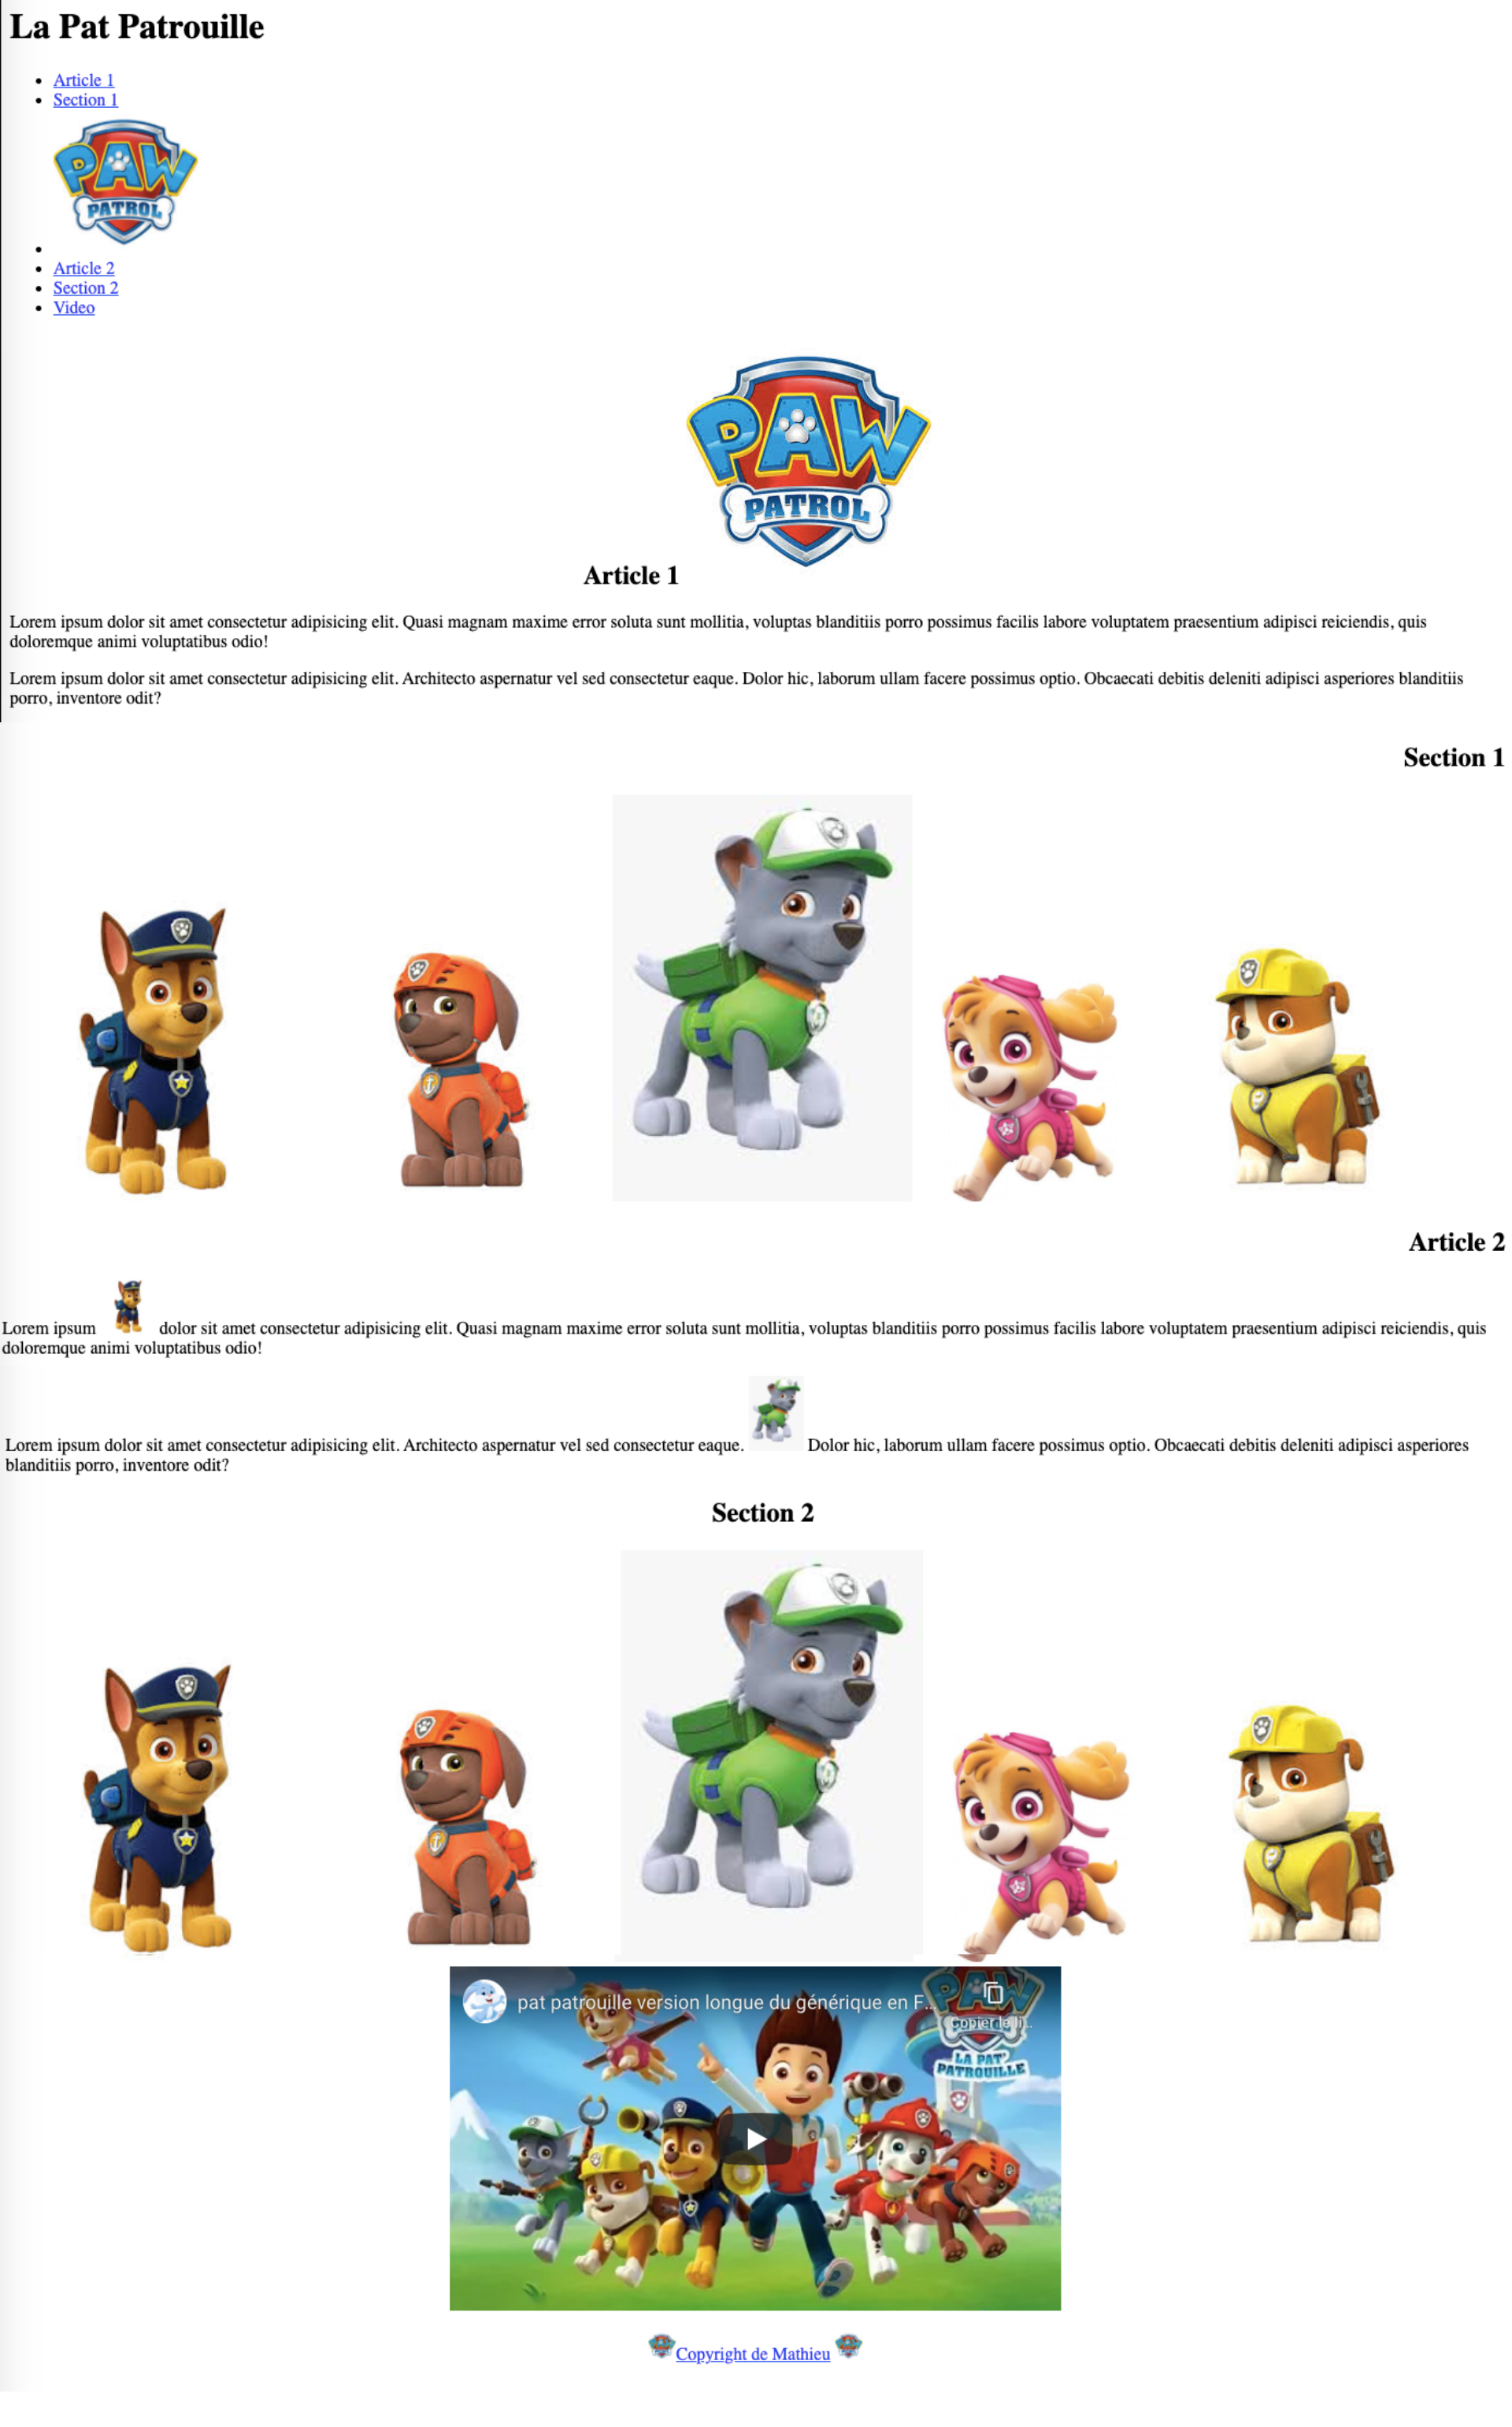 La Pat Patrouille
Article 1
Section 1
PAW
PATROL
Article 2
Section 2
Video
PAW
PATROL
Article 1
Lorem ipsum dolor sit amet consectetur adipisicing elit. Quasi magnam maxime error soluta sunt mollitia, voluptas blanditiis porro possimus facilis labore voluptatem praesentium adipisci reiciendis, quis
doloremque animi voluptatibus odio!
Lorem ipsum dolor sit amet consectetur adipisicing elit. Architecto aspernatur vel sed consectetur eaque. Dolor hic, laborum ullam facere possimus optio. Obcaecati debitis deleniti adipisci asperiores blanditiis
porro, inventore odit?
Section 1
Article 2
Lorem ipsum dolor sit amet consectetur adipisicing elit. Quasi magnam maxime error soluta sunt mollitia, voluptas blanditiis porro possimus facilis labore voluptatem praesentium adipisci reiciendis, quis
doloremque animi voluptatibus odio!
Lorem ipsum dolor sit amet consectetur adipisicing elit. Architecto aspernatur vel sed consectetur eaque. Dolor hic, laborum ullam facere possimus optio. Obcaecati debitis deleniti adipisci asperiores
blanditiis porro, inventore odit?
Section 2
pat patrouille version longue du générique en F...
PAW
Copier le li...
LA PAT'
PATROUILLE
Copyright de Mathieu